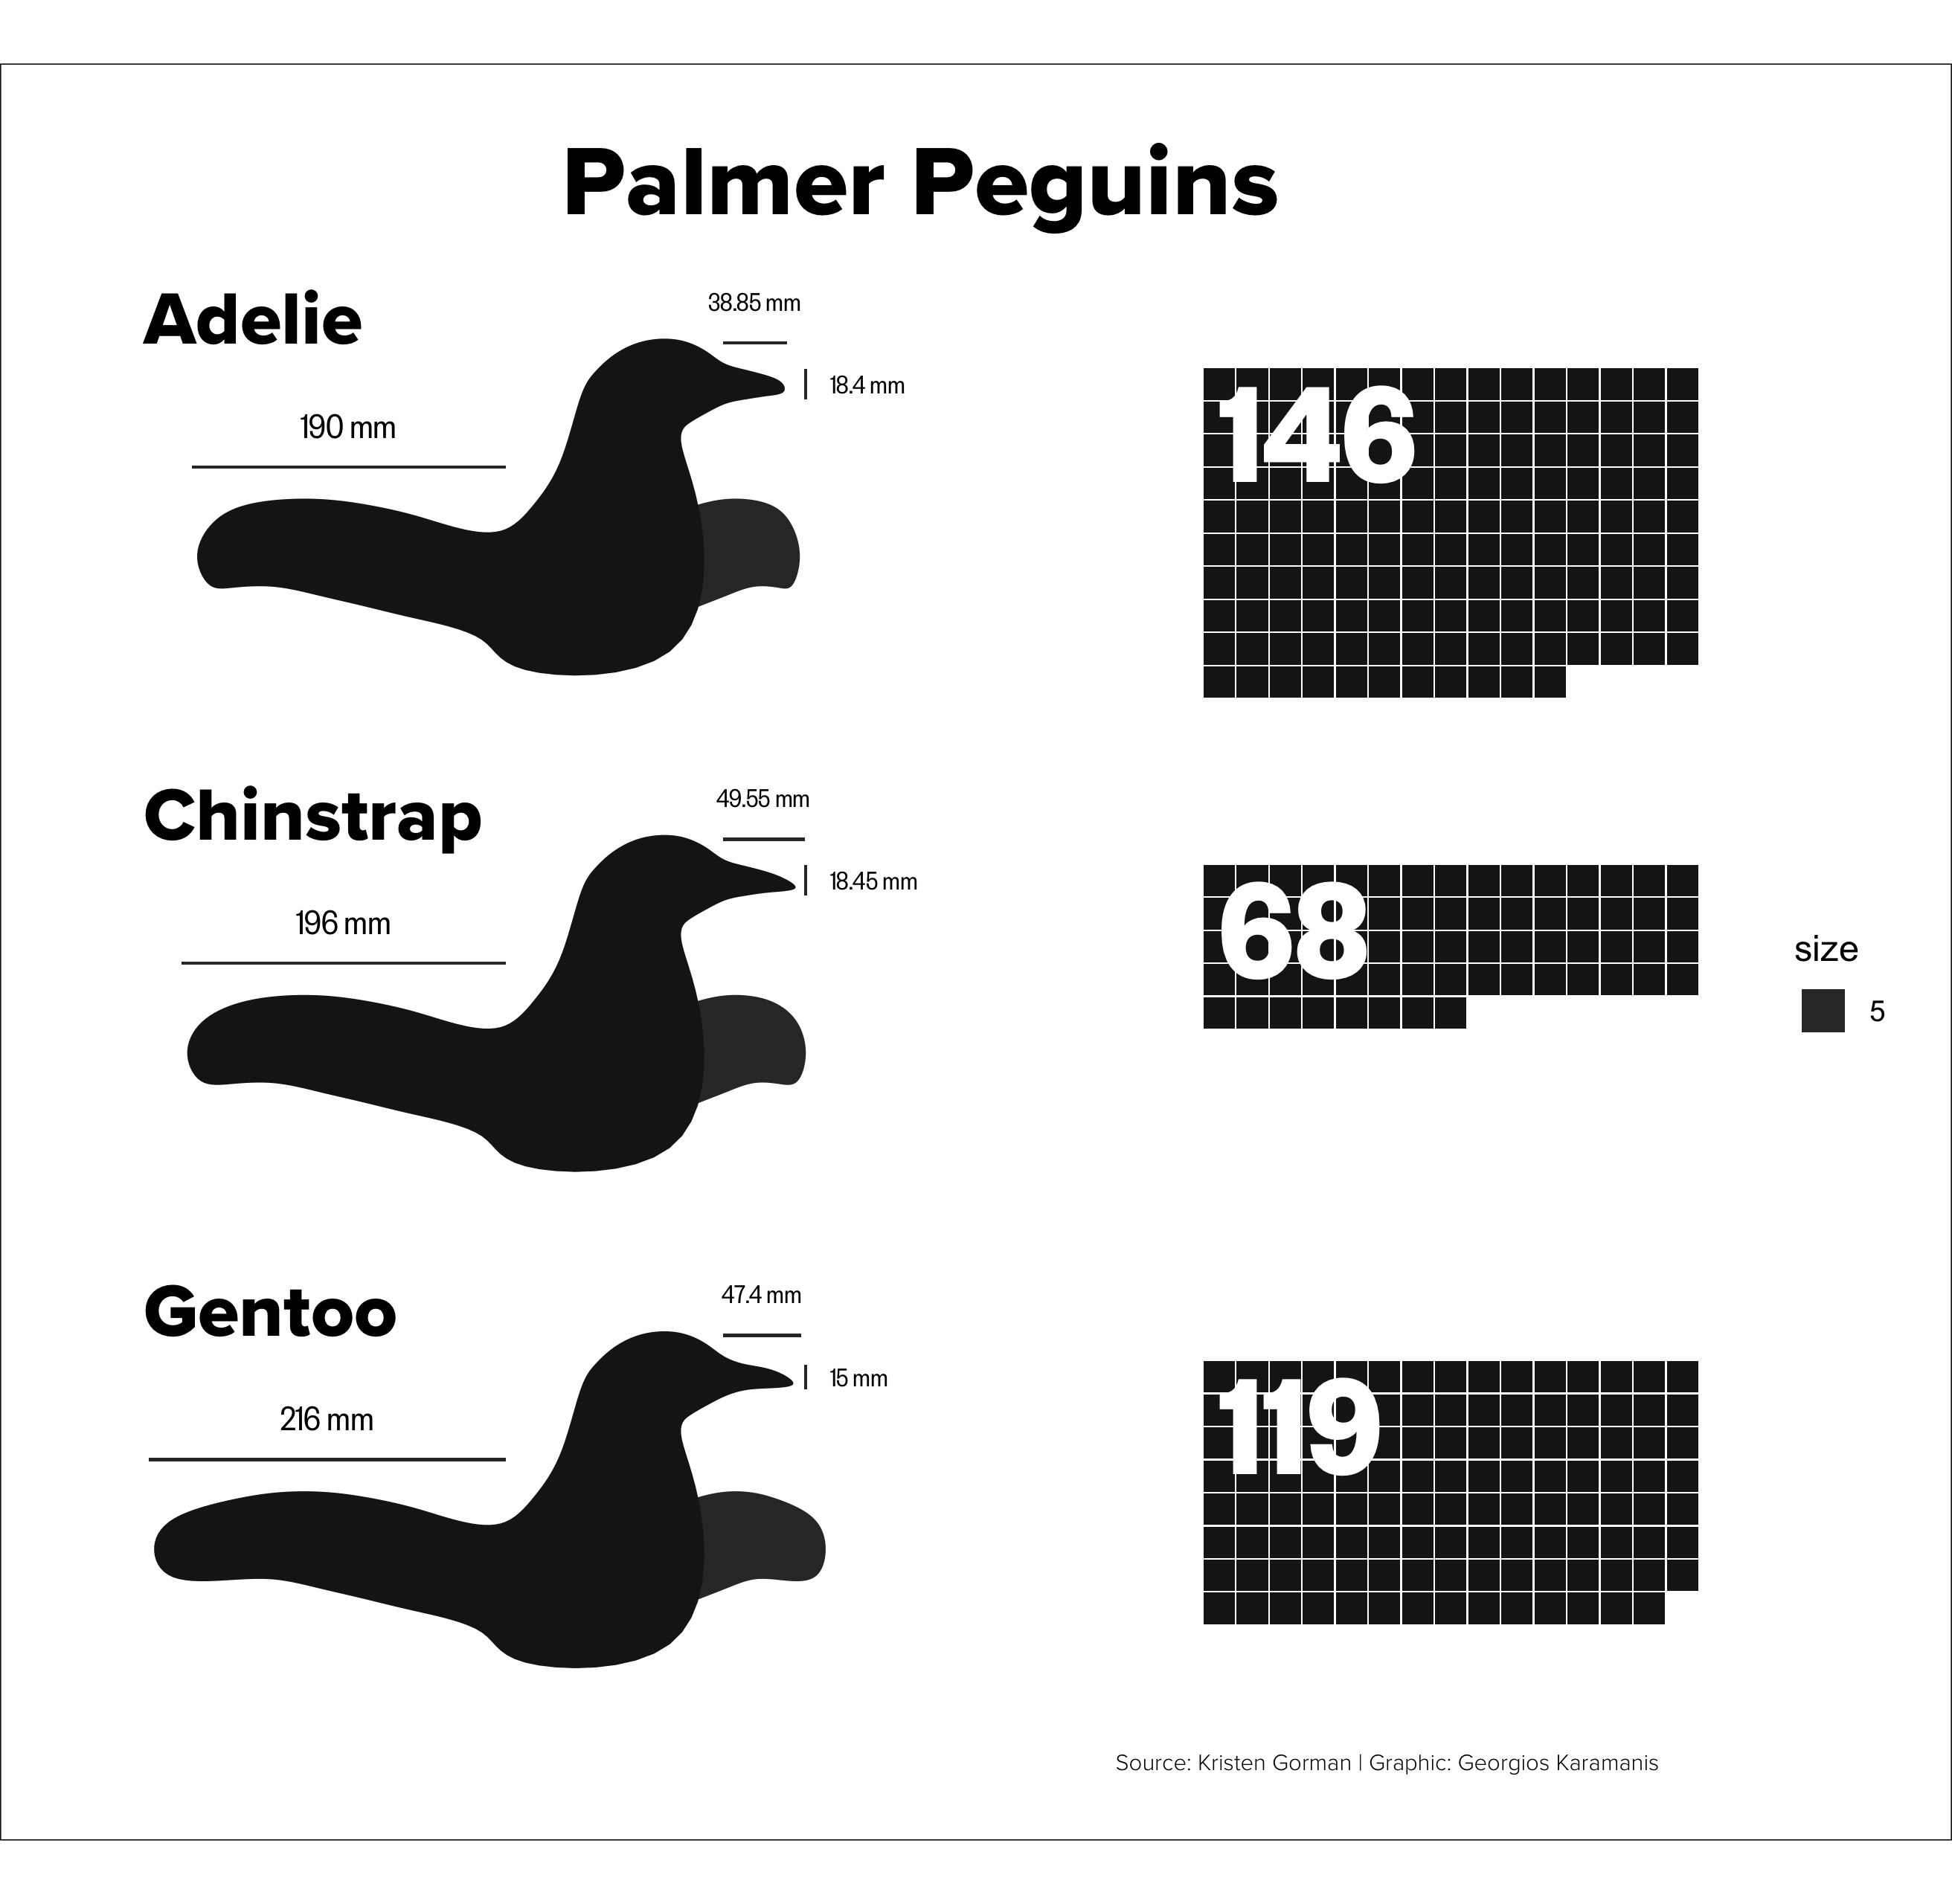 Palmer Peguins
Adelie
38.85 mm
18.4 mm
190 mm
146
Chinstrap
49.55 mm
18.45 mm
196 mm
68
size
5
Gentoo
47.4 mm
15 mm
216 mm
119
Source: Kristen Gorman | Graphic: Georgios Karamanis